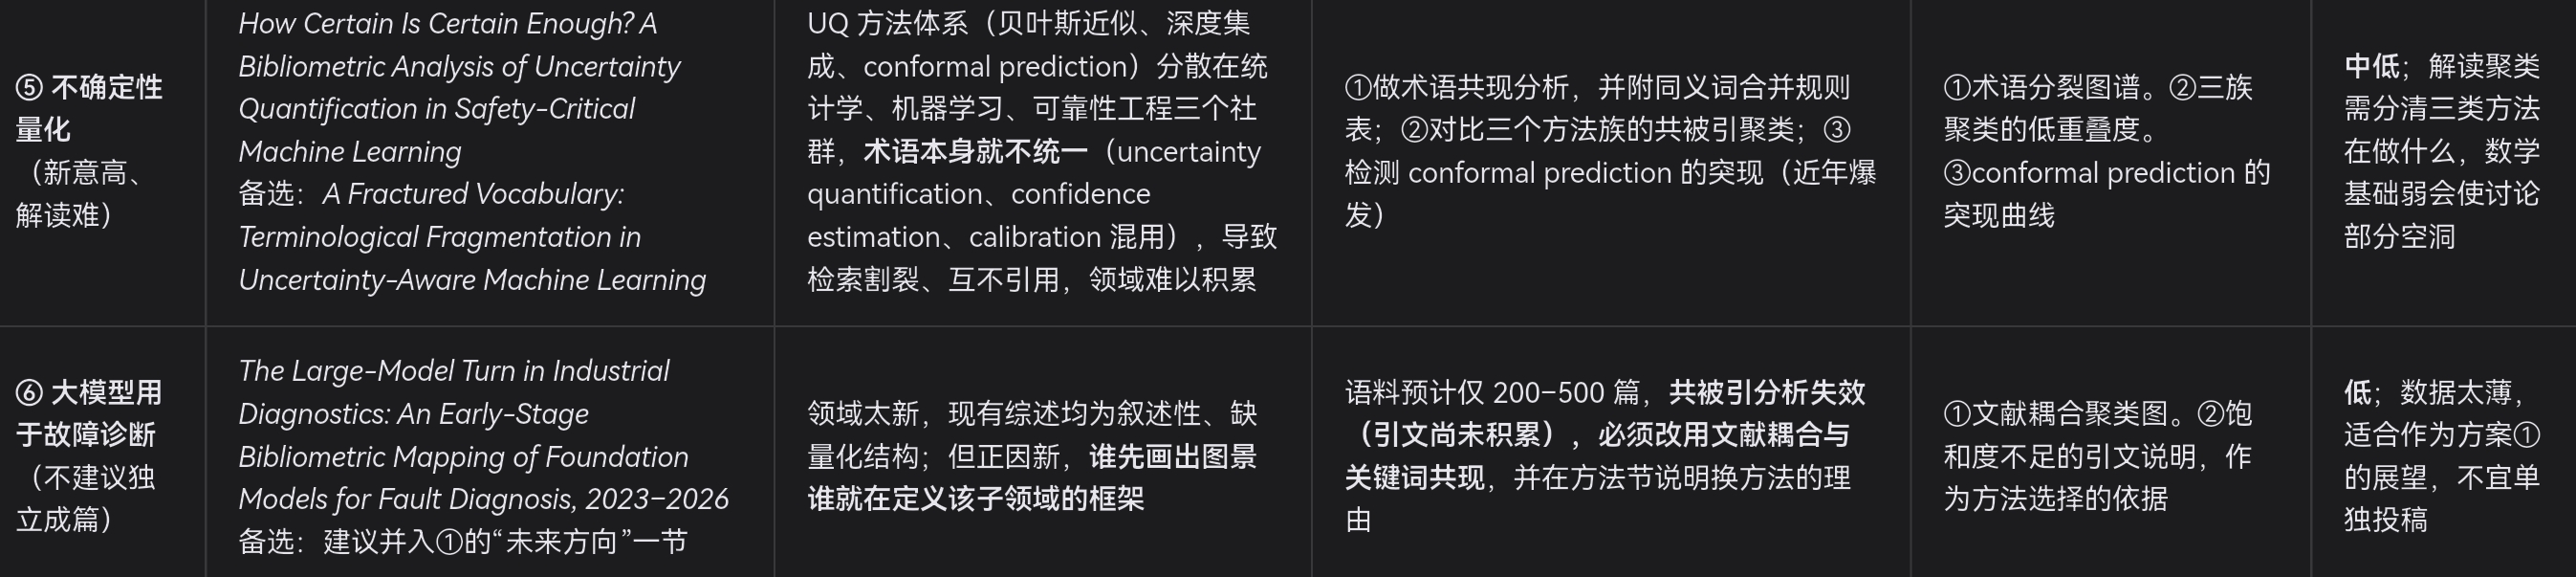 ⑤ 不确定性
量化
（新意高、
解读难）
How Certain Is Certain Enough? A
Bibliometric Analysis of Uncertainty
Quantification in Safety-Critical
Machine Learning
备选：A Fractured Vocabulary:
Terminological Fragmentation in
Uncertainty-Aware Machine Learning
UQ 方法体系（贝叶斯近似、深度集
成、conformal prediction）分散在统
计学、机器学习、可靠性工程三个社
群，术语本身就不统一（uncertainty
quantification、confidence
estimation、calibration 混用），导致
检索割裂、互不引用，领域难以积累
①做术语共现分析，并附同义词合并规则
表；②对比三个方法族的共被引聚类；③
检测 conformal prediction 的突现（近年爆
发）
①术语分裂图谱。②三族
聚类的低重叠度。
③conformal prediction 的
突现曲线
中低；解读聚类
需分清三类方法
在做什么，数学
基础弱会使讨论
部分空洞
⑥ 大模型用
于故障诊断
（不建议独
立成篇）
The Large-Model Turn in Industrial
Diagnostics: An Early-Stage
Bibliometric Mapping of Foundation
Models for Fault Diagnosis, 2023–2026
备选：建议并入①的“未来方向”一节
领域太新，现有综述均为叙述性、缺
量化结构；但正因新，谁先画出图景
谁就在定义该子领域的框架
语料预计仅 200–500 篇，共被引分析失效
（引文尚未积累），必须改用文献耦合与
关键词共现，并在方法节说明换方法的理
由
①文献耦合聚类图。②饱
和度不足的引文说明，作
为方法选择的依据
低；数据太薄，
适合作为方案①
的展望，不宜单
独投稿